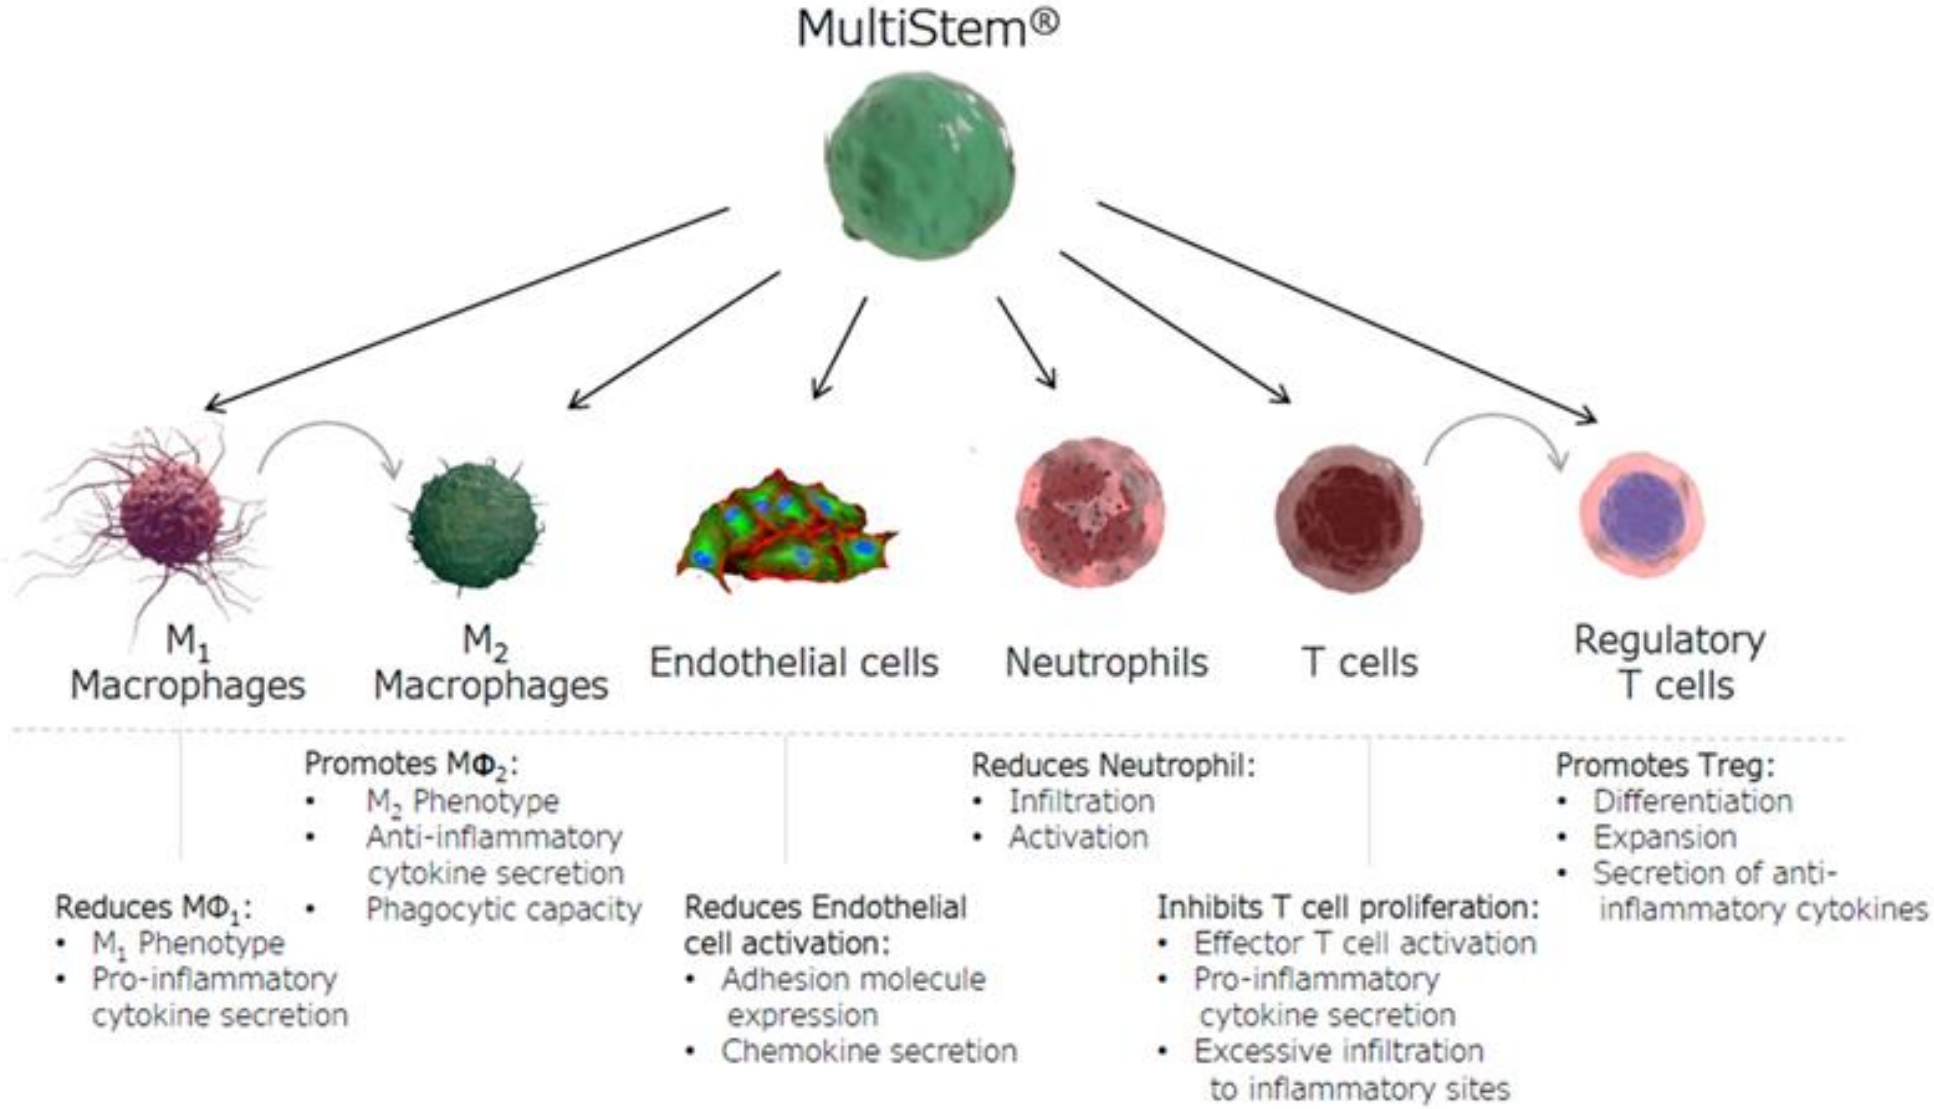 MultiStem®
M₁
Macrophages
M₂
Macrophages
Endothelial cells
Neutrophils
T cells
Regulatory
T cells
Reduces MΦ₁:
• M₁ Phenotype
• Pro-inflammatory
cytokine secretion
Promotes MΦ₂:
• M₂ Phenotype
• Anti-inflammatory
cytokine secretion
• Phagocytic capacity
Reduces Endothelial
cell activation:
• Adhesion molecule
expression
• Chemokine secretion
Reduces Neutrophil:
• Infiltration
• Activation
Inhibits T cell proliferation:
• Effector T cell activation
• Pro-inflammatory
cytokine secretion
• Excessive infiltration
to inflammatory sites
Promotes Treg:
• Differentiation
• Expansion
• Secretion of anti-
inflammatory cytokines